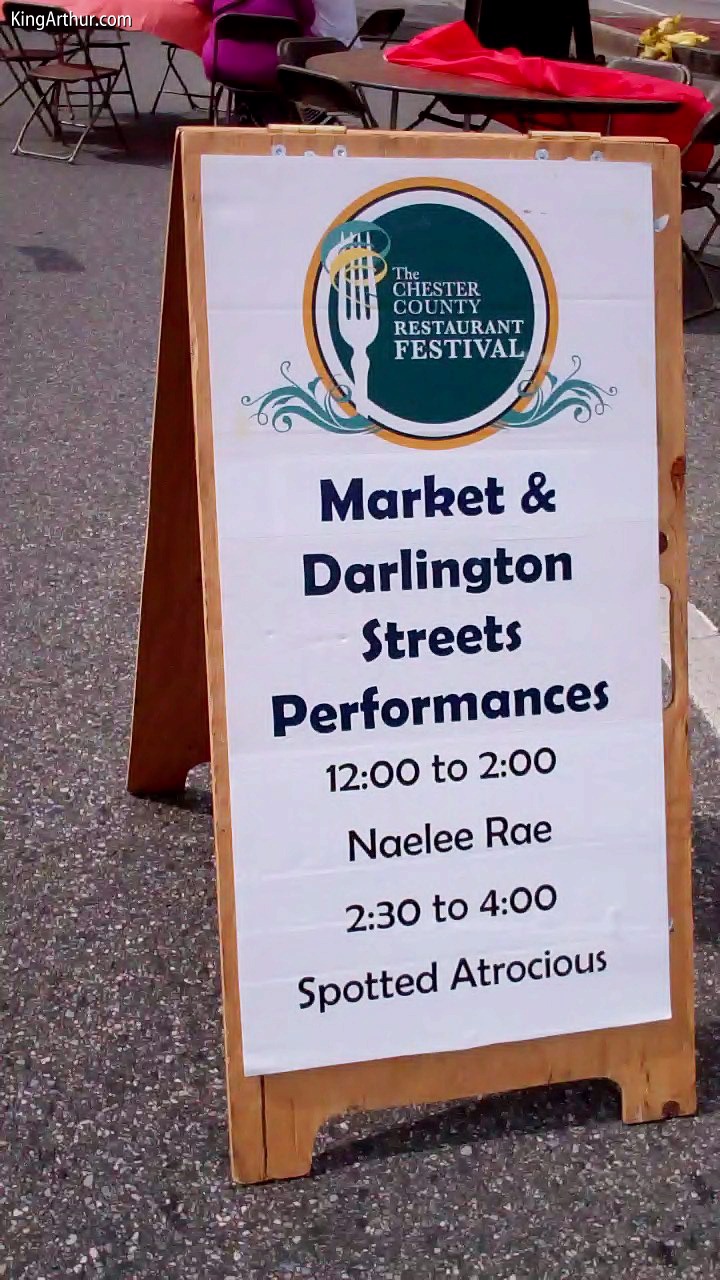 KingArthur.com
The
CHESTER
COUNTY
RESTAURANT
FESTIVAL
Market &
Darlington
Streets
Performances
12:00 to 2:00
Naelee Rae
2:30 to 4:00
Spotted Atrocious